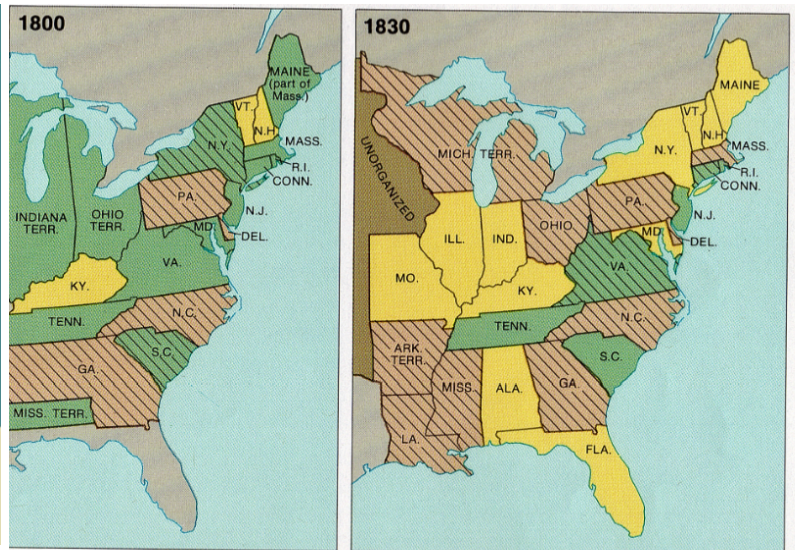 1800
MAINE
(part of
Mass.)
VT.
N.H.
N.Y.
MASS.
R.I.
CONN.
PA.
N.J.
INDIANA
TERR.
OHIO
TERR.
MD.
DEL.
VA.
KY.
N.C.
TENN.
S.C.
GA.
MISS. TERR.
1830
MAINE
VT.
N.H.
UNORGANIZED
MICH. TERR.
N.Y.
MASS.
R.I.
CONN.
PA.
N.J.
OHIO
ILL.
IND.
MD.
DEL.
MO.
VA.
KY.
N.C.
TENN.
ARK.
TERR.
S.C.
MISS.
ALA.
GA.
LA.
FLA.